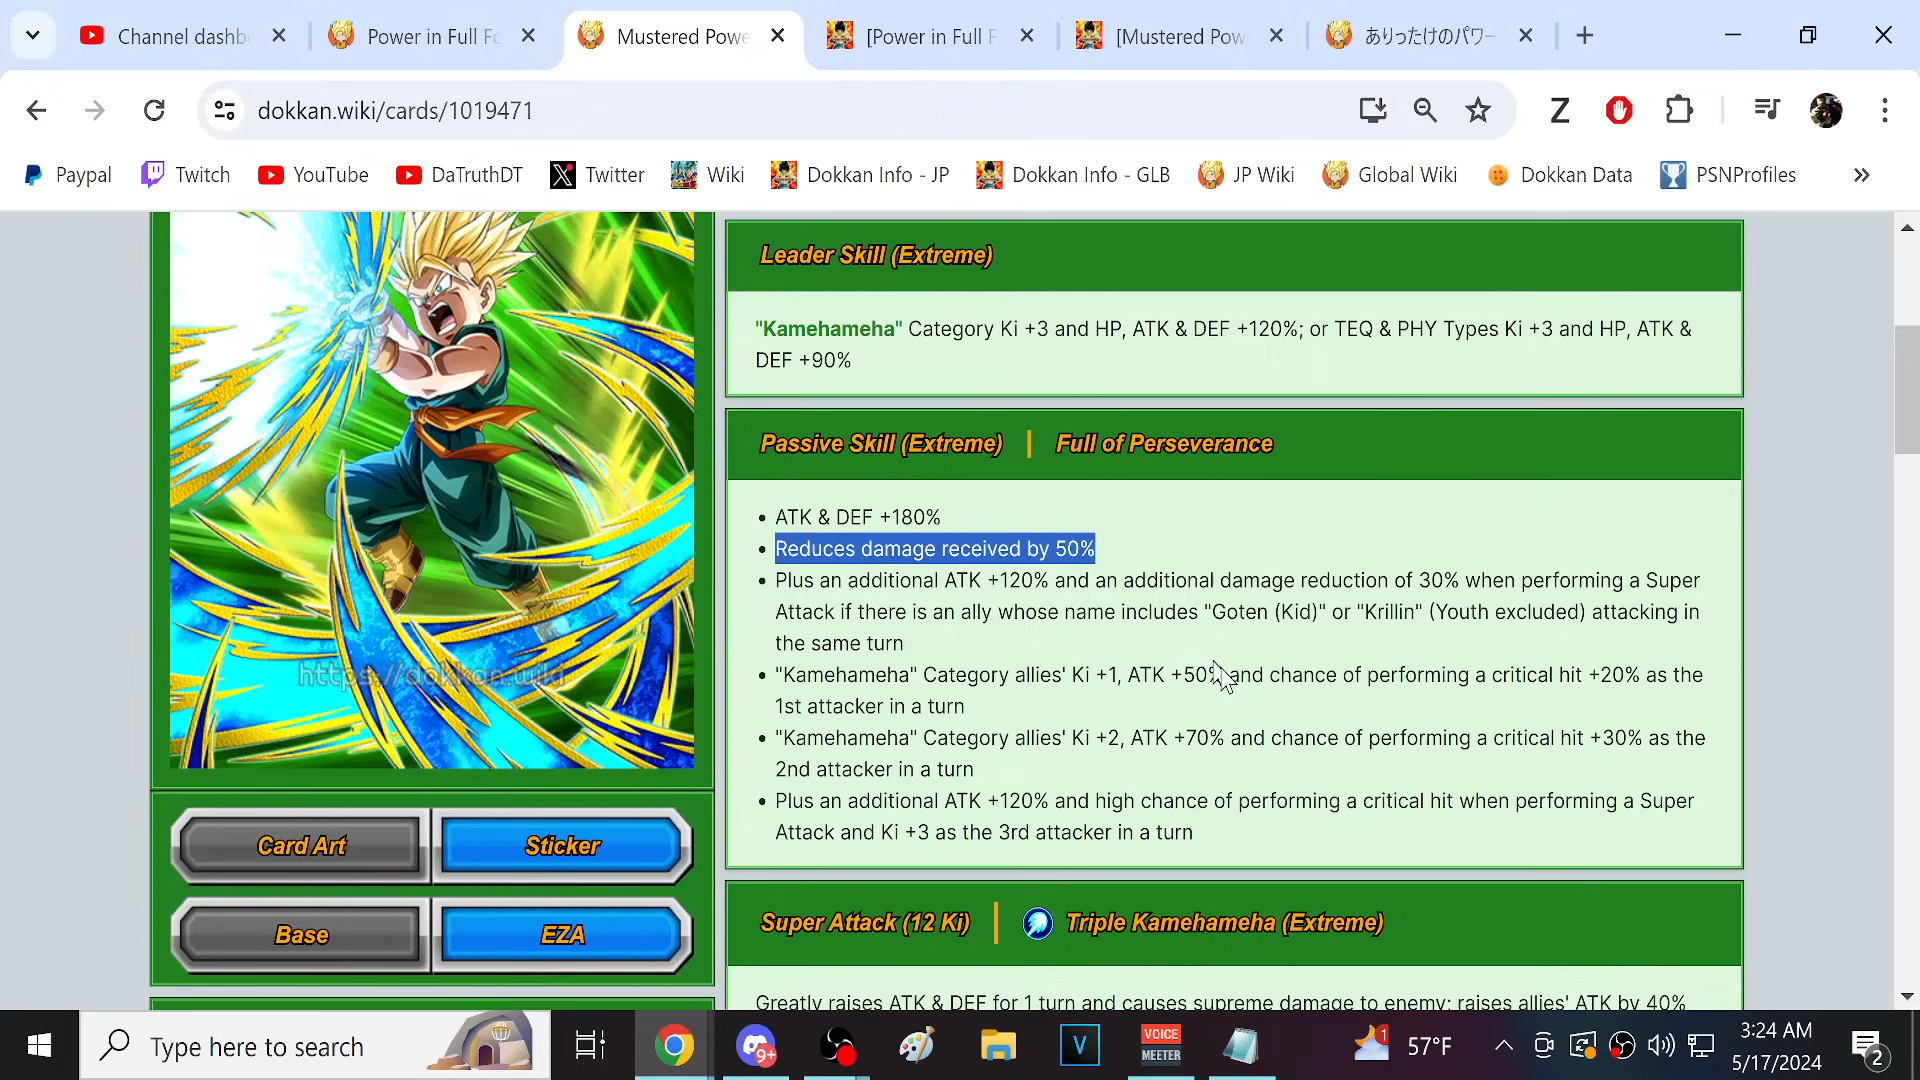 Channel dashb
Power in Full Fo
Mustered Powe
[Power in Full F
[Mustered Pow
ありったけのパワー
dokkan.wiki/cards/1019471
Paypal
Twitch
YouTube
DaTruthDT
Twitter
Wiki
Dokkan Info - JP
Dokkan Info - GLB
JP Wiki
Global Wiki
Dokkan Data
PSNProfiles
Leader Skill (Extreme)
"Kamehameha" Category Ki +3 and HP, ATK & DEF +120%; or TEQ & PHY Types Ki +3 and HP, ATK &
DEF +90%
Passive Skill (Extreme) | Full of Perseverance
• ATK & DEF +180%
• Reduces damage received by 50%
• Plus an additional ATK +120% and an additional damage reduction of 30% when performing a Super
Attack if there is an ally whose name includes "Goten (Kid)" or "Krillin" (Youth excluded) attacking in
the same turn
• "Kamehameha" Category allies' Ki +1, ATK +50% and chance of performing a critical hit +20% as the
1st attacker in a turn
• "Kamehameha" Category allies' Ki +2, ATK +70% and chance of performing a critical hit +30% as the
2nd attacker in a turn
• Plus an additional ATK +120% and high chance of performing a critical hit when performing a Super
Attack and Ki +3 as the 3rd attacker in a turn
https://dokkan.wiki
Card Art
Sticker
Base
EZA
Super Attack (12 Ki) | Triple Kamehameha (Extreme)
Greatly raises ATK & DEF for 1 turn and causes supreme damage to enemy; raises allies' ATK by 40%
Type here to search
9+
V
VOICE
MEETER
1
57°F
3:24 AM
5/17/2024
2